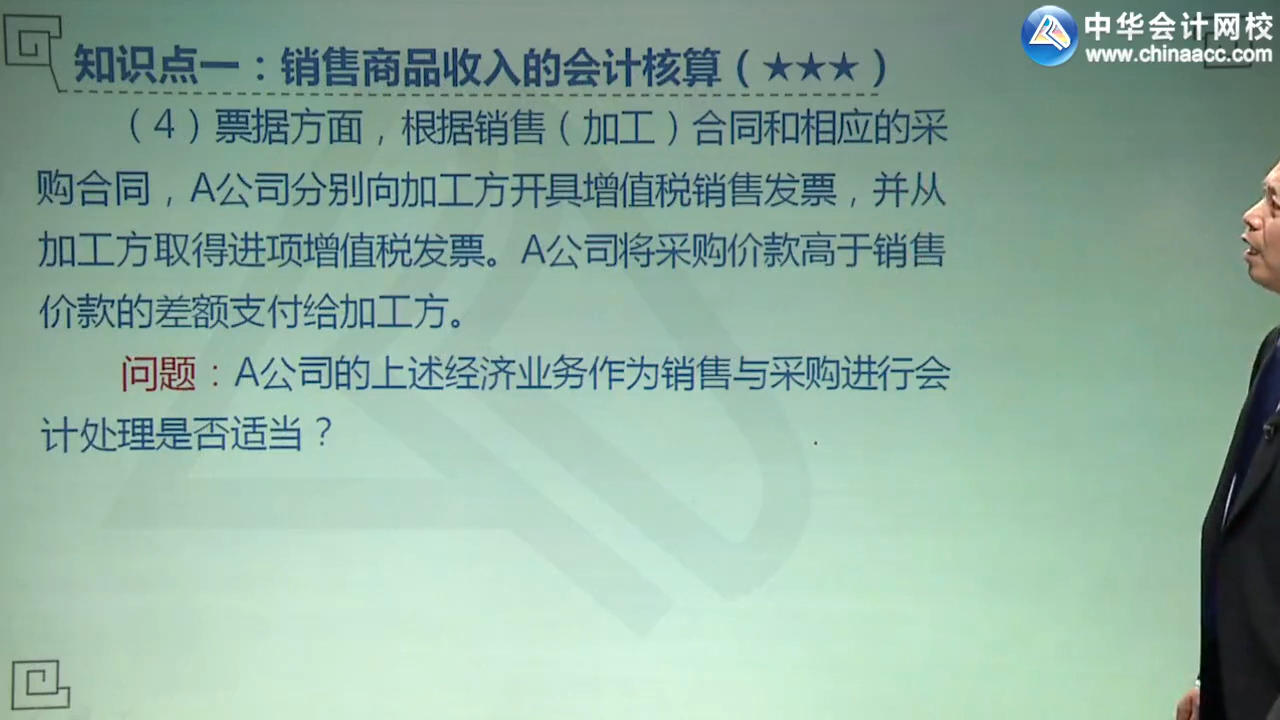 中华会计网校
www.chinaacc.com
知识点一：销售商品收入的会计核算（★★★）
（4）票据方面，根据销售（加工）合同和相应的采
购合同，A公司分别向加工方开具增值税销售发票，并从
加工方取得进项增值税发票。A公司将采购价款高于销售
价款的差额支付给加工方。
问题：A公司的上述经济业务作为销售与采购进行会
计处理是否适当？